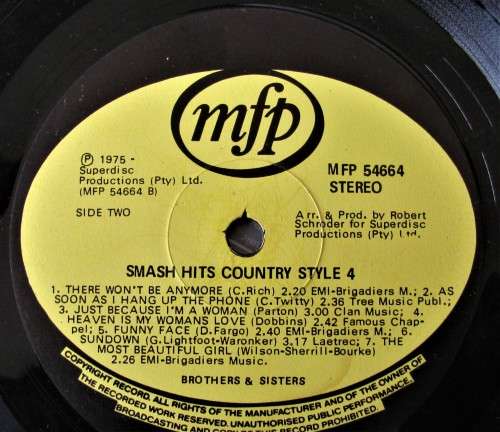 mfp
℗ 1975 -
Superdisc
Productions (Pty) Ltd.
(MFP 54664 B)
SIDE TWO
MFP 54664
STEREO
Arr. & Prod. by Robert
Schroder for Superdisc
Productions (Pty) Ltd.
SMASH HITS COUNTRY STYLE 4
1. THERE WON'T BE ANYMORE (C.Rich) 2.20 EMI-Brigadiers M.; 2. AS
SOON AS I HANG UP THE PHONE (C.Twitty) 2.36 Tree Music Publ.;
3. JUST BECAUSE I'M A WOMAN (Parton) 3.00 Clan Music; 4.
HEAVEN IS MY WOMANS LOVE (Dobbins) 2.42 Famous Chap-
pel; 5. FUNNY FACE (D.Fargo) 2.40 EMI-Brigadiers M.; 6.
SUNDOWN (G.Lightfoot-Waronker) 3.17 Laetrec; 7. THE
MOST BEAUTIFUL GIRL (Wilson-Sherrill-Bourke)
2.26 EMI-Brigadiers Music.
BROTHERS & SISTERS
COPYRIGHT RECORD. ALL RIGHTS OF THE MANUFACTURER AND OF THE OWNER OF
THE RECORDED WORK RESERVED. UNAUTHORISED PUBLIC PERFORMANCE,
BROADCASTING AND COPY OF THIS RECORD PROHIBITED.